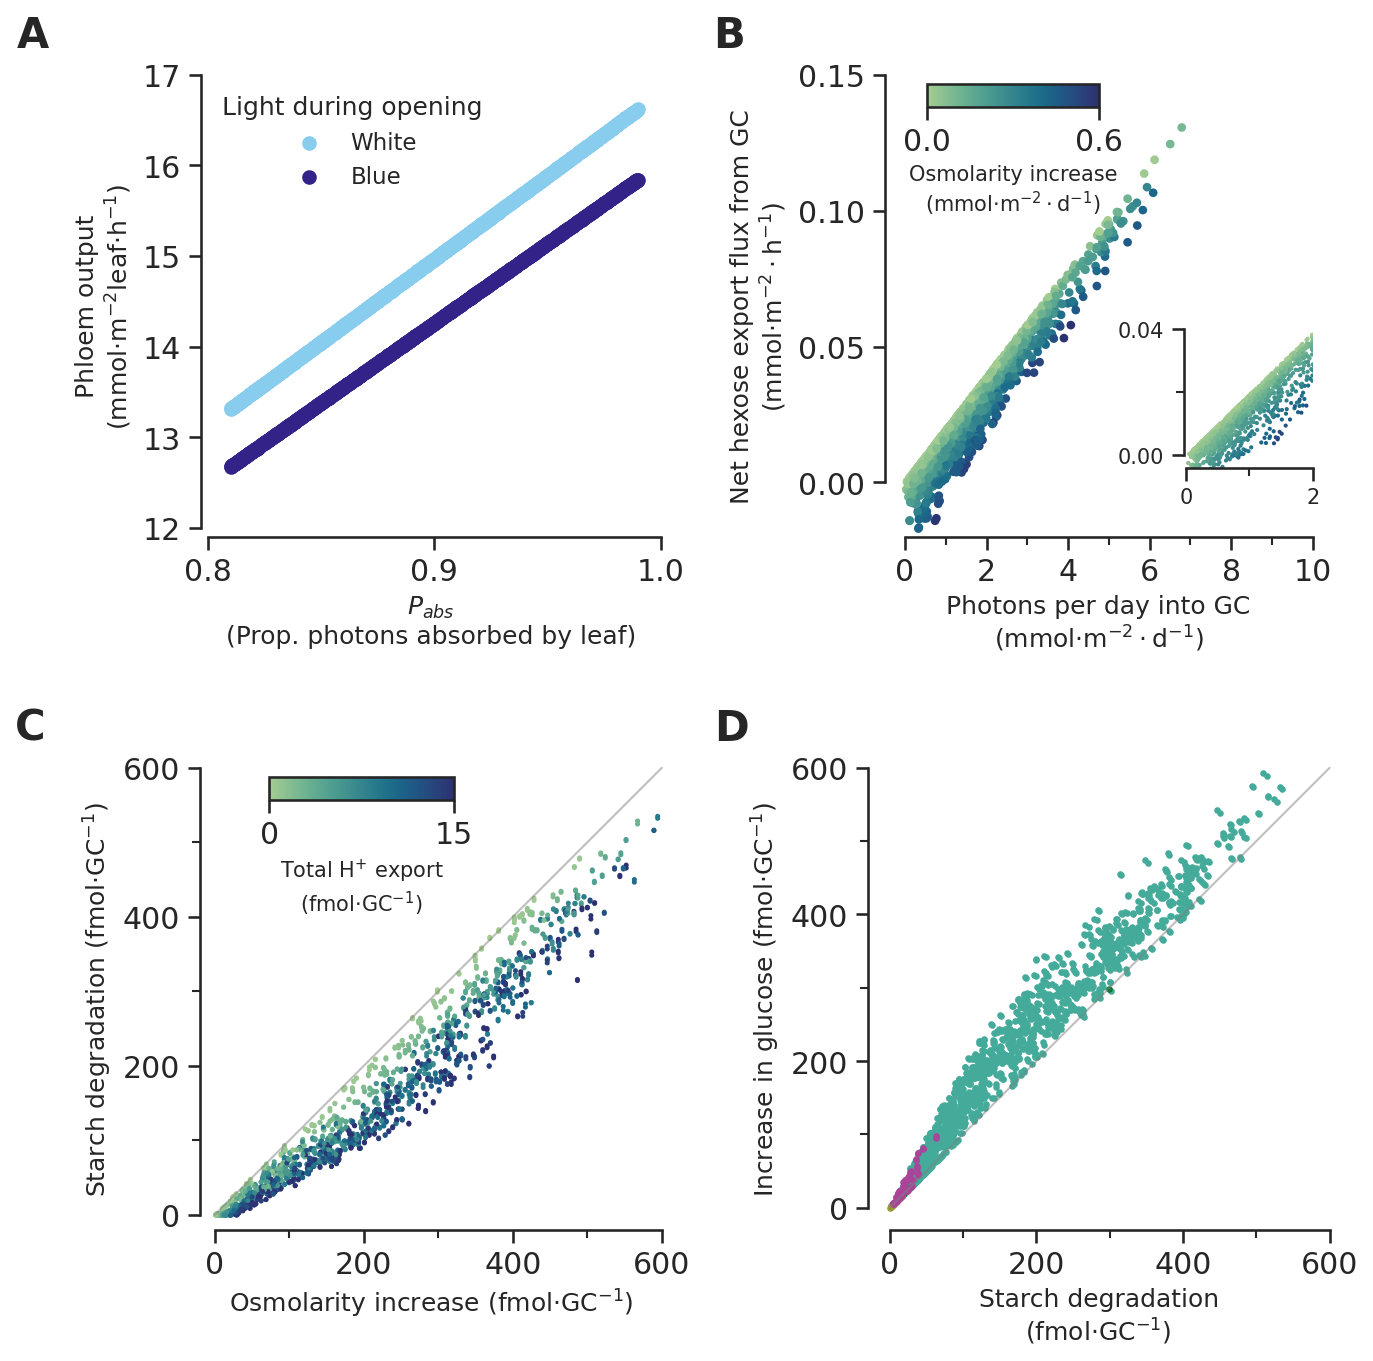 A
17
16
15
14
13
12
Phloem output
(mmol·m⁻²leaf·h⁻¹)
Light during opening
White
Blue
0.8
0.9
1.0
P_abs
(Prop. photons absorbed by leaf)
B
0.15
0.10
0.05
0.00
Net hexose export flux from GC
(mmol·m⁻² · h⁻¹)
0.0
0.6
Osmolarity increase
(mmol·m⁻² · d⁻¹)
0.04
0.00
0
2
0
2
4
6
8
10
Photons per day into GC
(mmol·m⁻² · d⁻¹)
C
600
400
200
0
Starch degradation (fmol·GC⁻¹)
0
15
Total H⁺ export
(fmol·GC⁻¹)
0
200
400
600
Osmolarity increase (fmol·GC⁻¹)
D
600
400
200
0
Increase in glucose (fmol·GC⁻¹)
0
200
400
600
Starch degradation
(fmol·GC⁻¹)